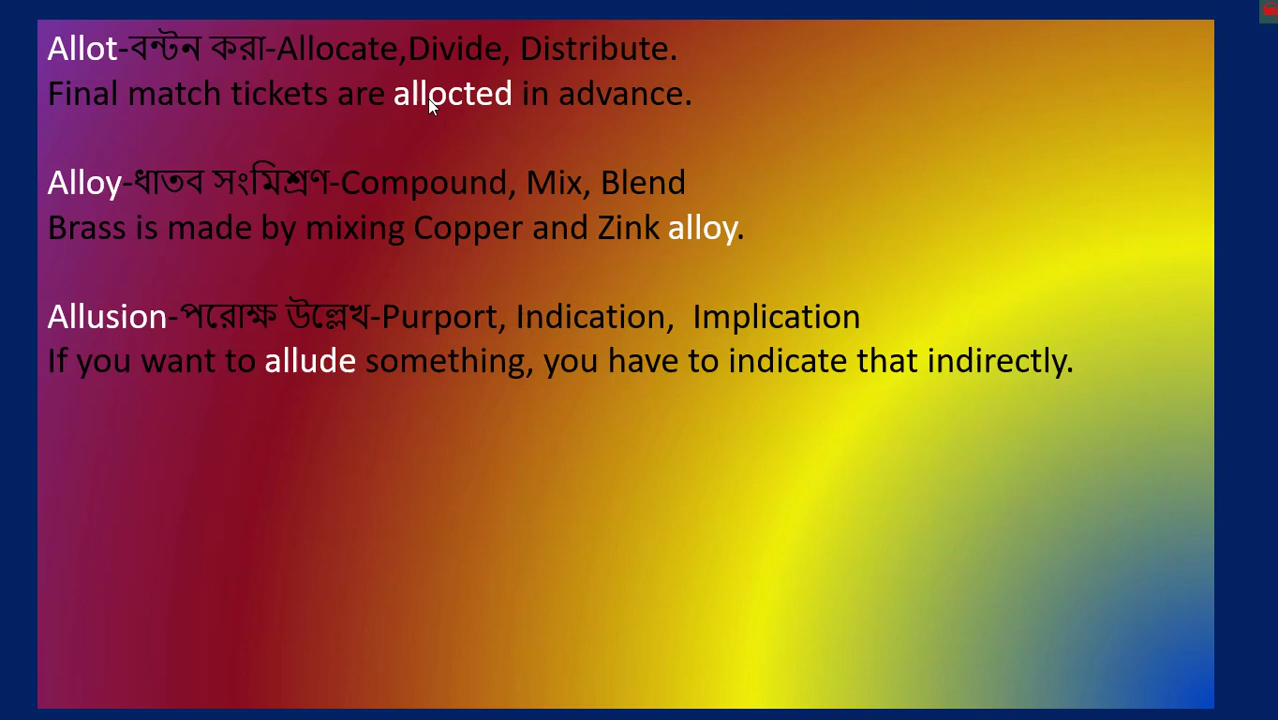 Allot-বন্টন করা-Allocate,Divide, Distribute.
Final match tickets are allocted in advance.
Alloy-ধাতব সংমিশ্রণ-Compound, Mix, Blend
Brass is made by mixing Copper and Zink alloy.
Allusion-পরোক্ষ উল্লেখ-Purport, Indication, Implication
If you want to allude something, you have to indicate that indirectly.